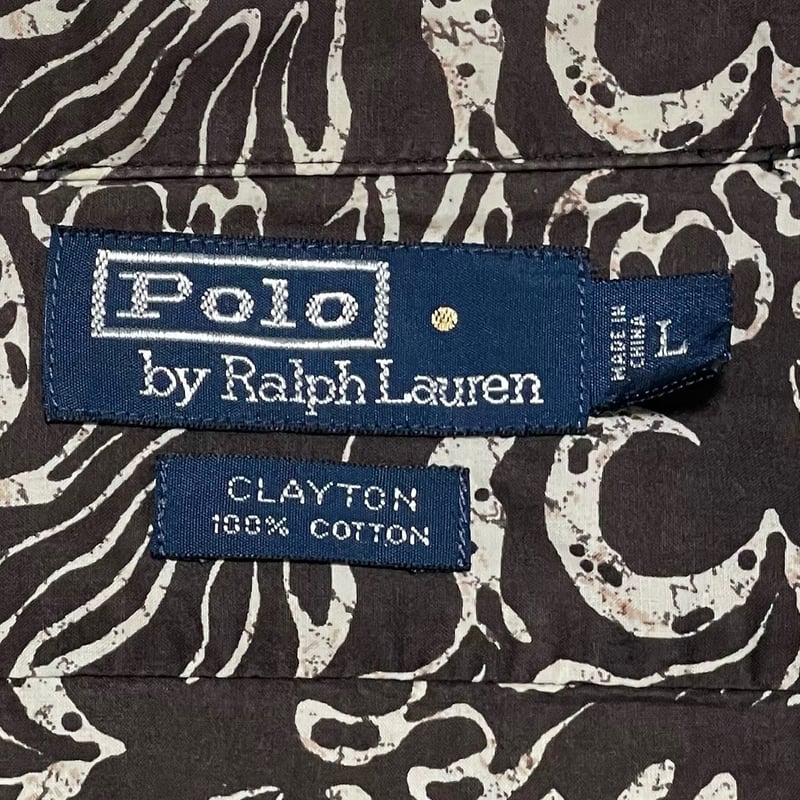 Polo
by Ralph Lauren
MADE IN
CHINA
L
CLAYTON
100% COTTON